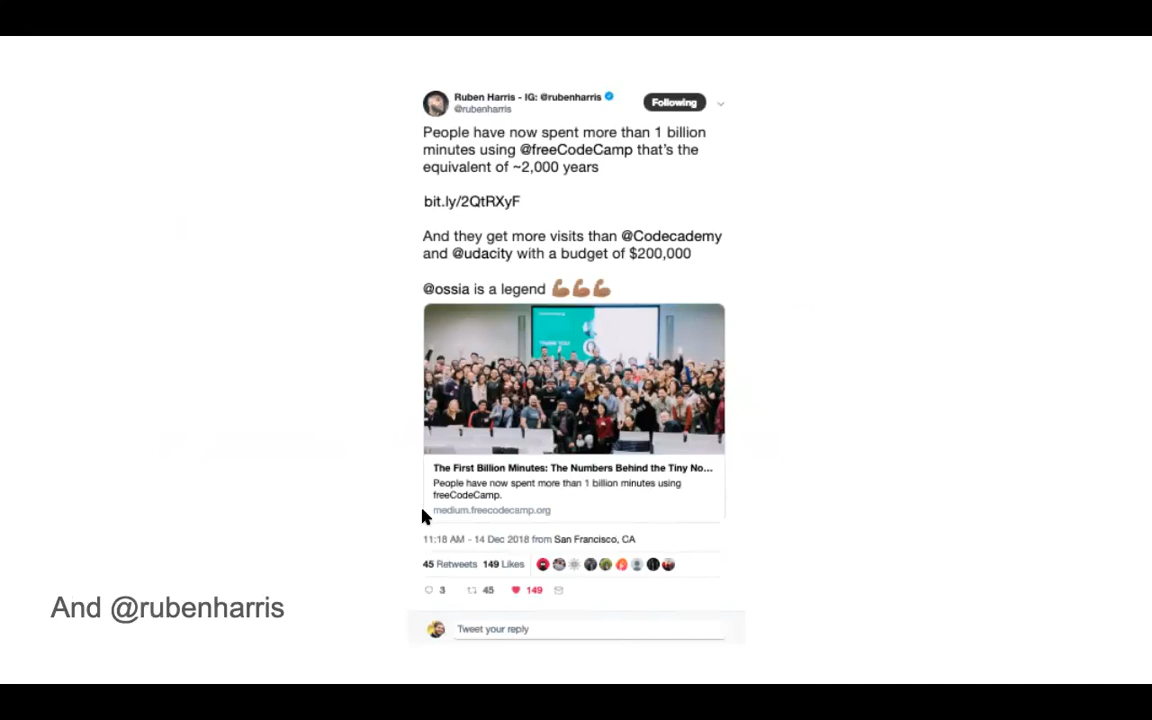 Ruben Harris - IG: @rubenharris
@rubenharris
Following
People have now spent more than 1 billion
minutes using @freeCodeCamp that's the
equivalent of ~2,000 years
bit.ly/2QtRXyF
And they get more visits than @Codecademy
and @udacity with a budget of $200,000
@ossia is a legend 💪🏽💪🏽💪🏽
THANK YOU
The First Billion Minutes: The Numbers Behind the Tiny No...
People have now spent more than 1 billion minutes using
freeCodeCamp.
medium.freecodecamp.org
11:18 AM - 14 Dec 2018 from San Francisco, CA
45 Retweets 149 Likes
3 45 149
And @rubenharris
Tweet your reply